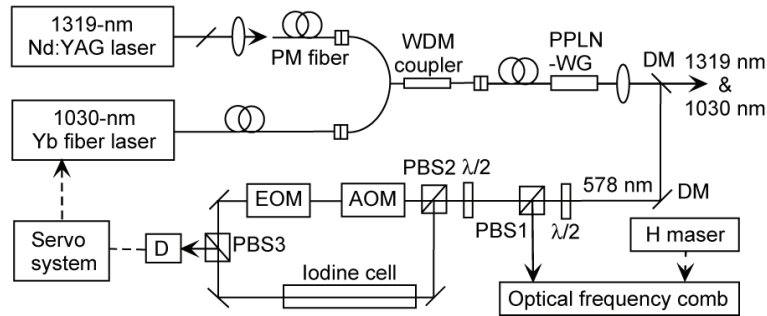 1319-nm
Nd:YAG laser
PM fiber
WDM
coupler
PPLN
-WG
DM
1319 nm
&
1030 nm
1030-nm
Yb fiber laser
PBS2
λ/2
578 nm
DM
EOM
AOM
PBS1
λ/2
Servo
system
D
PBS3
H maser
Iodine cell
Optical frequency comb